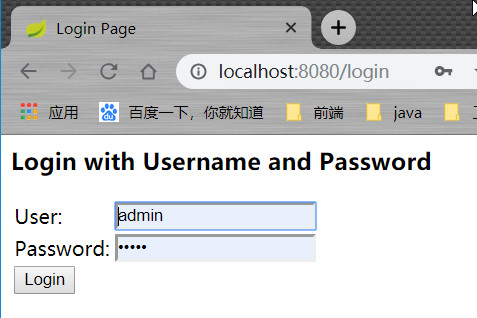 Login Page
localhost:8080/login
应用 百度一下，你就知道 前端 java
Login with Username and Password
User: admin
Password: •••••
Login